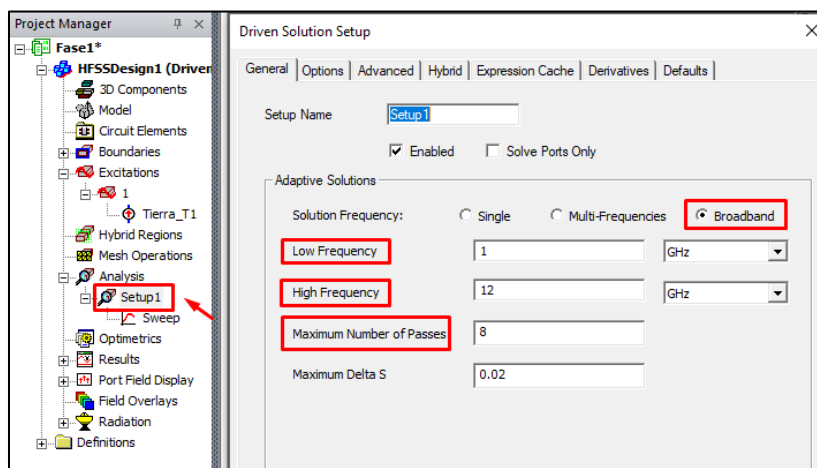 Project Manager
Fase1*
HFSSDesign1 (Driven
3D Components
Model
Circuit Elements
Boundaries
Excitations
1
Tierra_T1
Hybrid Regions
Mesh Operations
Analysis
Setup1
Sweep
Optimetrics
Results
Port Field Display
Field Overlays
Radiation
Definitions
Driven Solution Setup
General Options Advanced Hybrid Expression Cache Derivatives Defaults
Setup Name Setup1
Enabled Solve Ports Only
Adaptive Solutions
Solution Frequency: Single Multi-Frequencies Broadband
Low Frequency 1 GHz
High Frequency 12 GHz
Maximum Number of Passes 8
Maximum Delta S 0.02